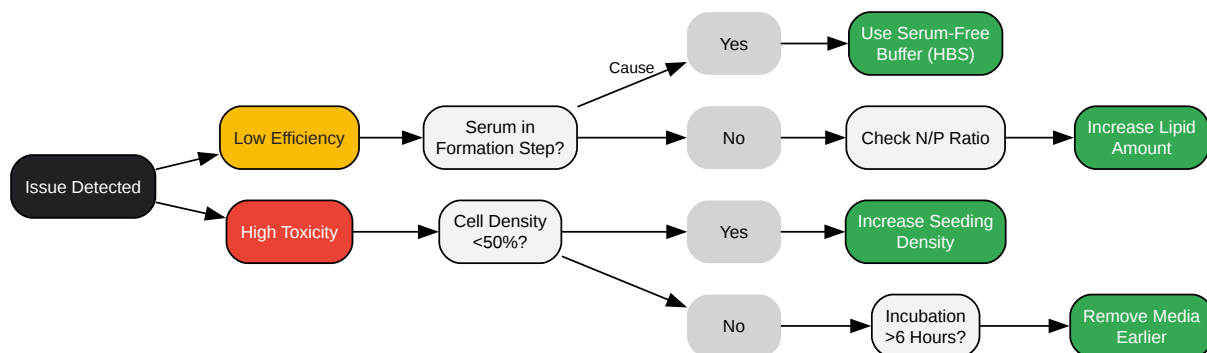 Yes
Use Serum-Free
Buffer (HBS)
Cause
Low Efficiency
Serum in
Formation Step?
No
Check N/P Ratio
Increase Lipid
Amount
Issue Detected
High Toxicity
Cell Density
<50%?
Yes
Increase Seeding
Density
No
Incubation
>6 Hours?
Remove Media
Earlier